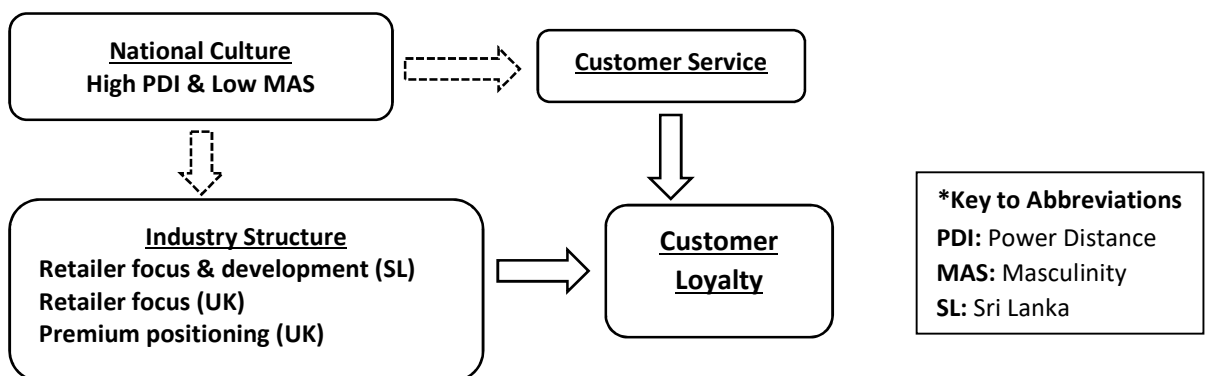 National Culture
High PDI & Low MAS
Customer Service
Industry Structure
Retailer focus & development (SL)
Retailer focus (UK)
Premium positioning (UK)
Customer
Loyalty
*Key to Abbreviations
PDI: Power Distance
MAS: Masculinity
SL: Sri Lanka